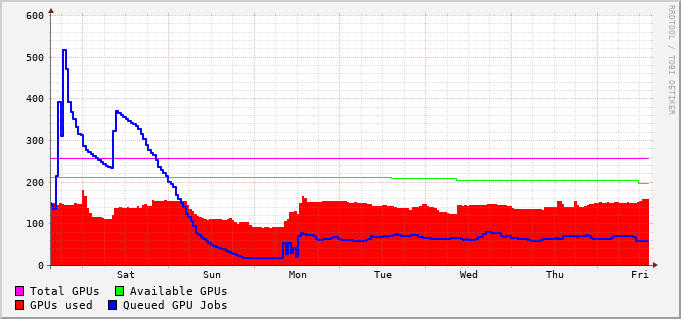 600
500
400
300
200
100
0
Sat Sun Mon Tue Wed Thu Fri
Total GPUs Available GPUs
GPUs used Queued GPU Jobs
RRDTOOL / TOBI OETIKER